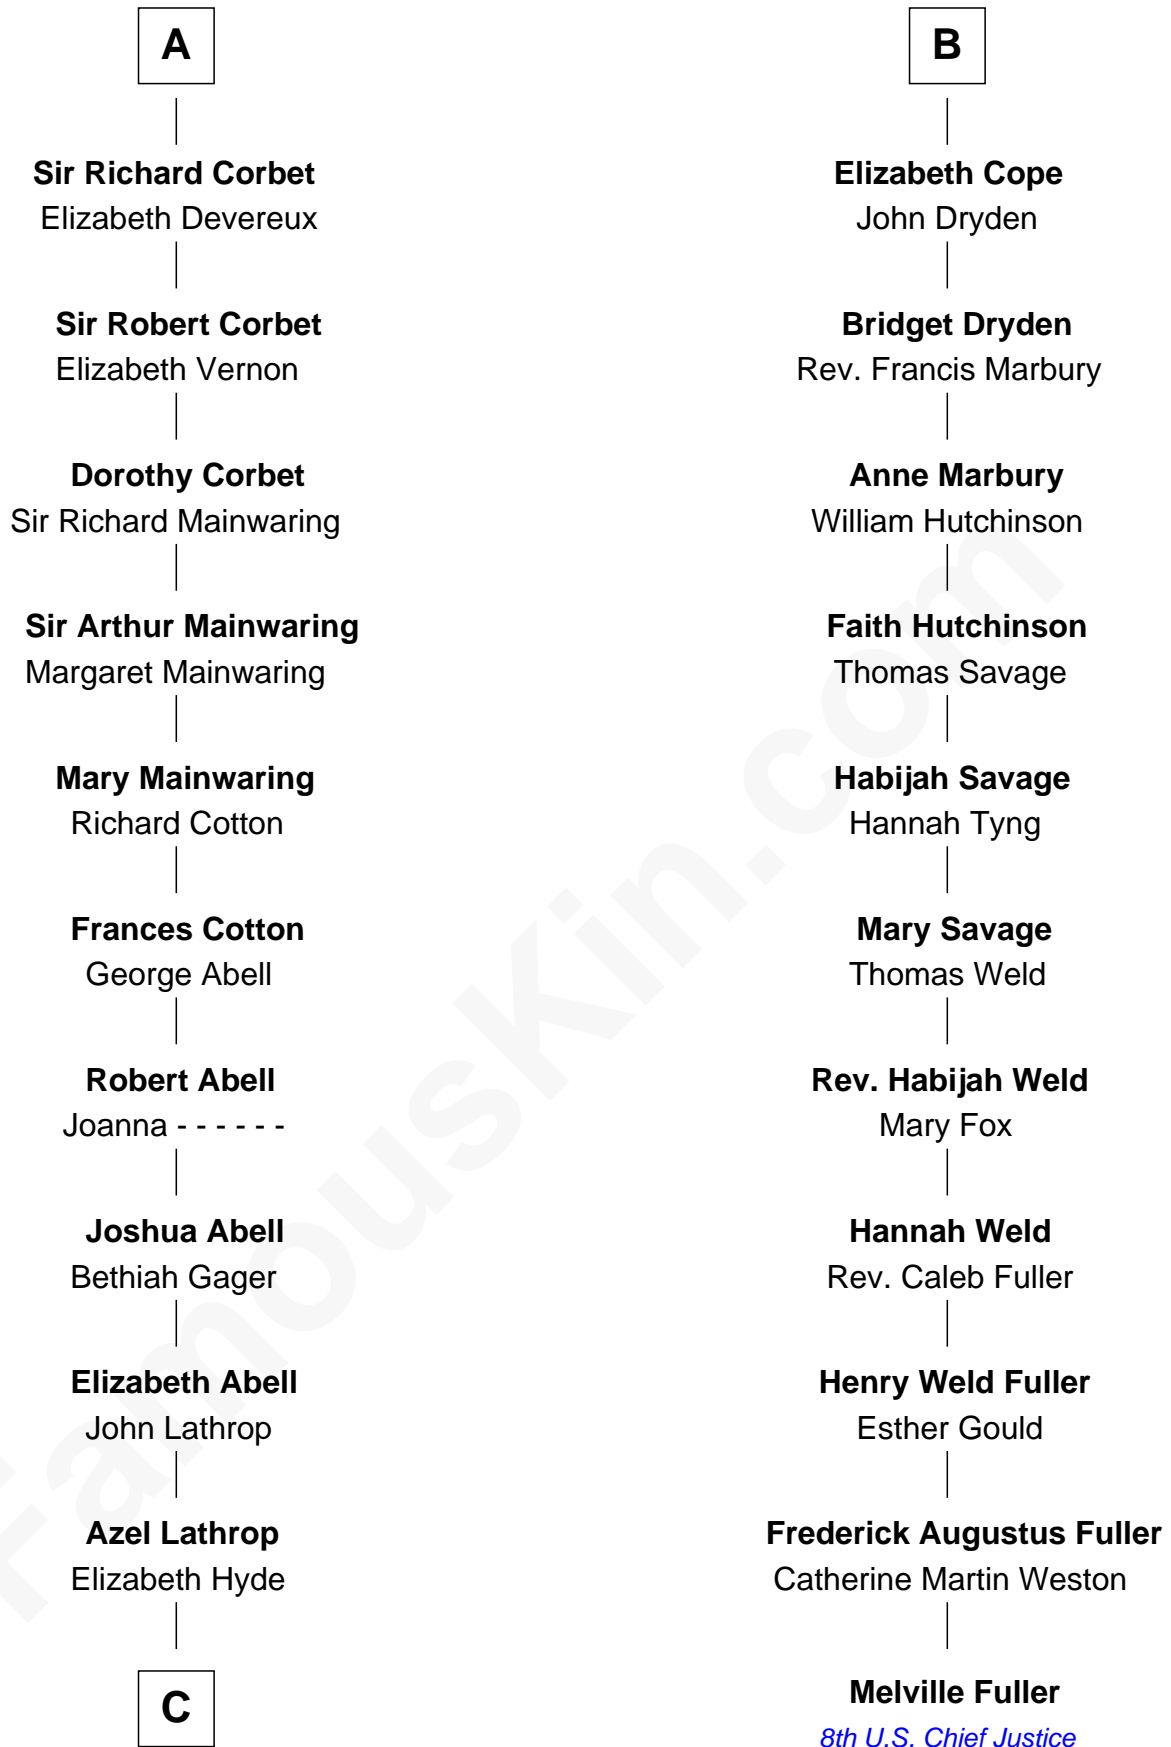 A
Sir Richard Corbet
Elizabeth Devereux
Sir Robert Corbet
Elizabeth Vernon
Dorothy Corbet
Sir Richard Mainwaring
Sir Arthur Mainwaring
Margaret Mainwaring
Mary Mainwaring
Richard Cotton
Frances Cotton
George Abell
Robert Abell
Joanna - - - - - -
Joshua Abell
Bethiah Gager
Elizabeth Abell
John Lathrop
Azel Lathrop
Elizabeth Hyde
C
B
Elizabeth Cope
John Dryden
Bridget Dryden
Rev. Francis Marbury
Anne Marbury
William Hutchinson
Faith Hutchinson
Thomas Savage
Habijah Savage
Hannah Tyng
Mary Savage
Thomas Weld
Rev. Habijah Weld
Mary Fox
Hannah Weld
Rev. Caleb Fuller
Henry Weld Fuller
Esther Gould
Frederick Augustus Fuller
Catherine Martin Weston
Melville Fuller
8th U.S. Chief Justice
FamousKin.com